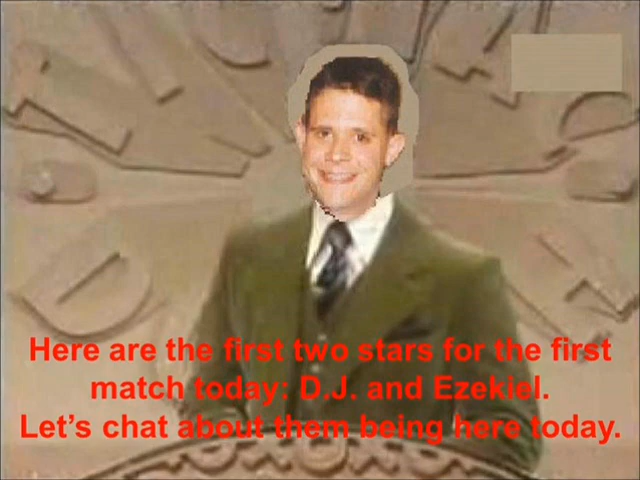 Here are the first two stars for the first
match today: D.J. and Ezekiel.
Let’s chat about them being here today.